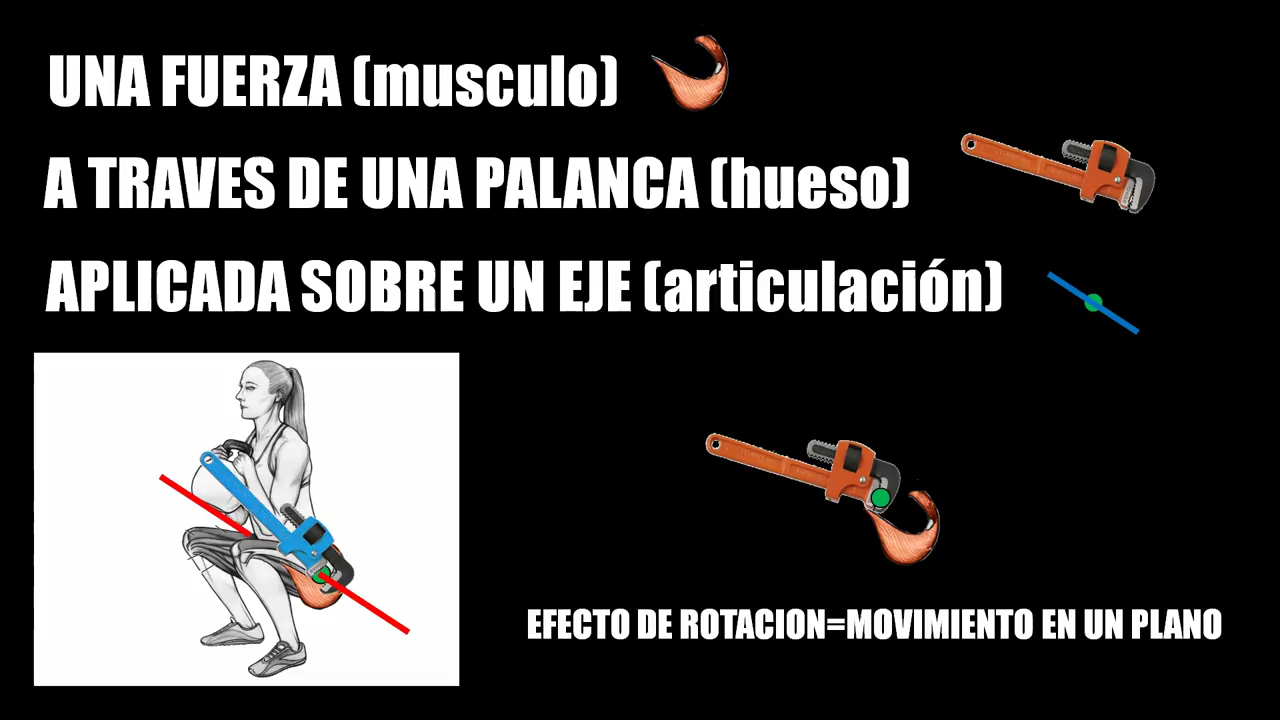 UNA FUERZA (musculo)
A TRAVES DE UNA PALANCA (hueso)
APLICADA SOBRE UN EJE (articulación)
EFECTO DE ROTACION=MOVIMIENTO EN UN PLANO